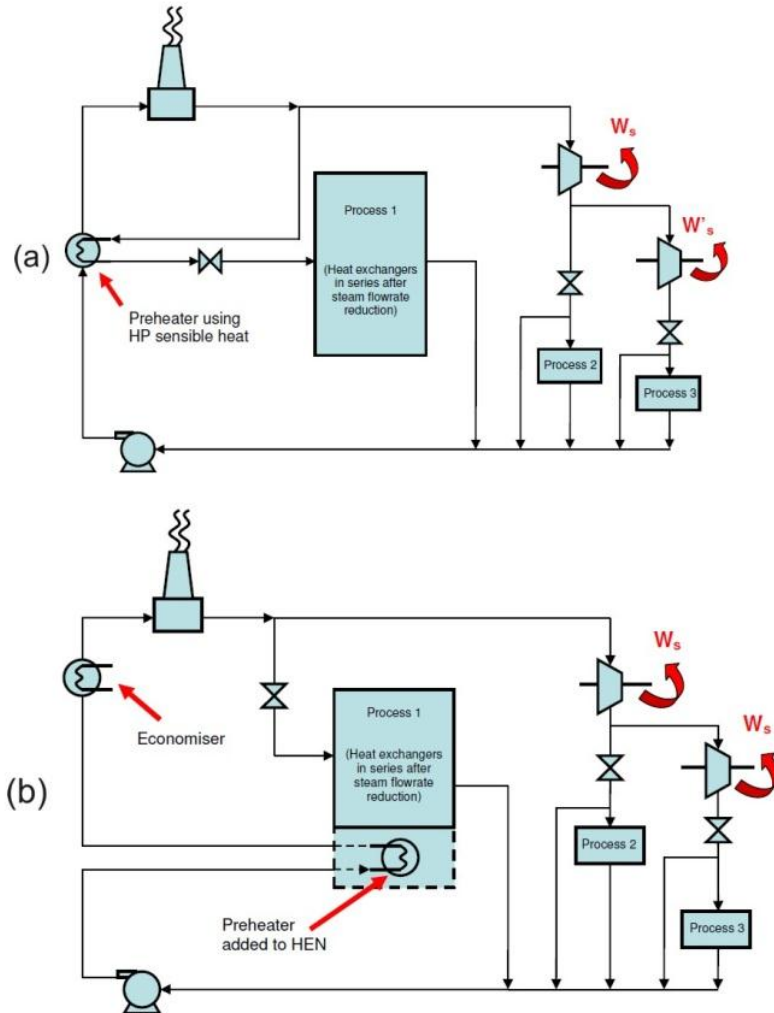 (a)
W_s
W's
Process 1
(Heat exchangers
in series after
steam flowrate
reduction)
Preheater using
HP sensible heat
Process 2
Process 3
(b)
W_s
W_s
Economiser
Process 1
(Heat exchangers
in series after
steam flowrate
reduction)
Preheater
added to HEN
Process 2
Process 3